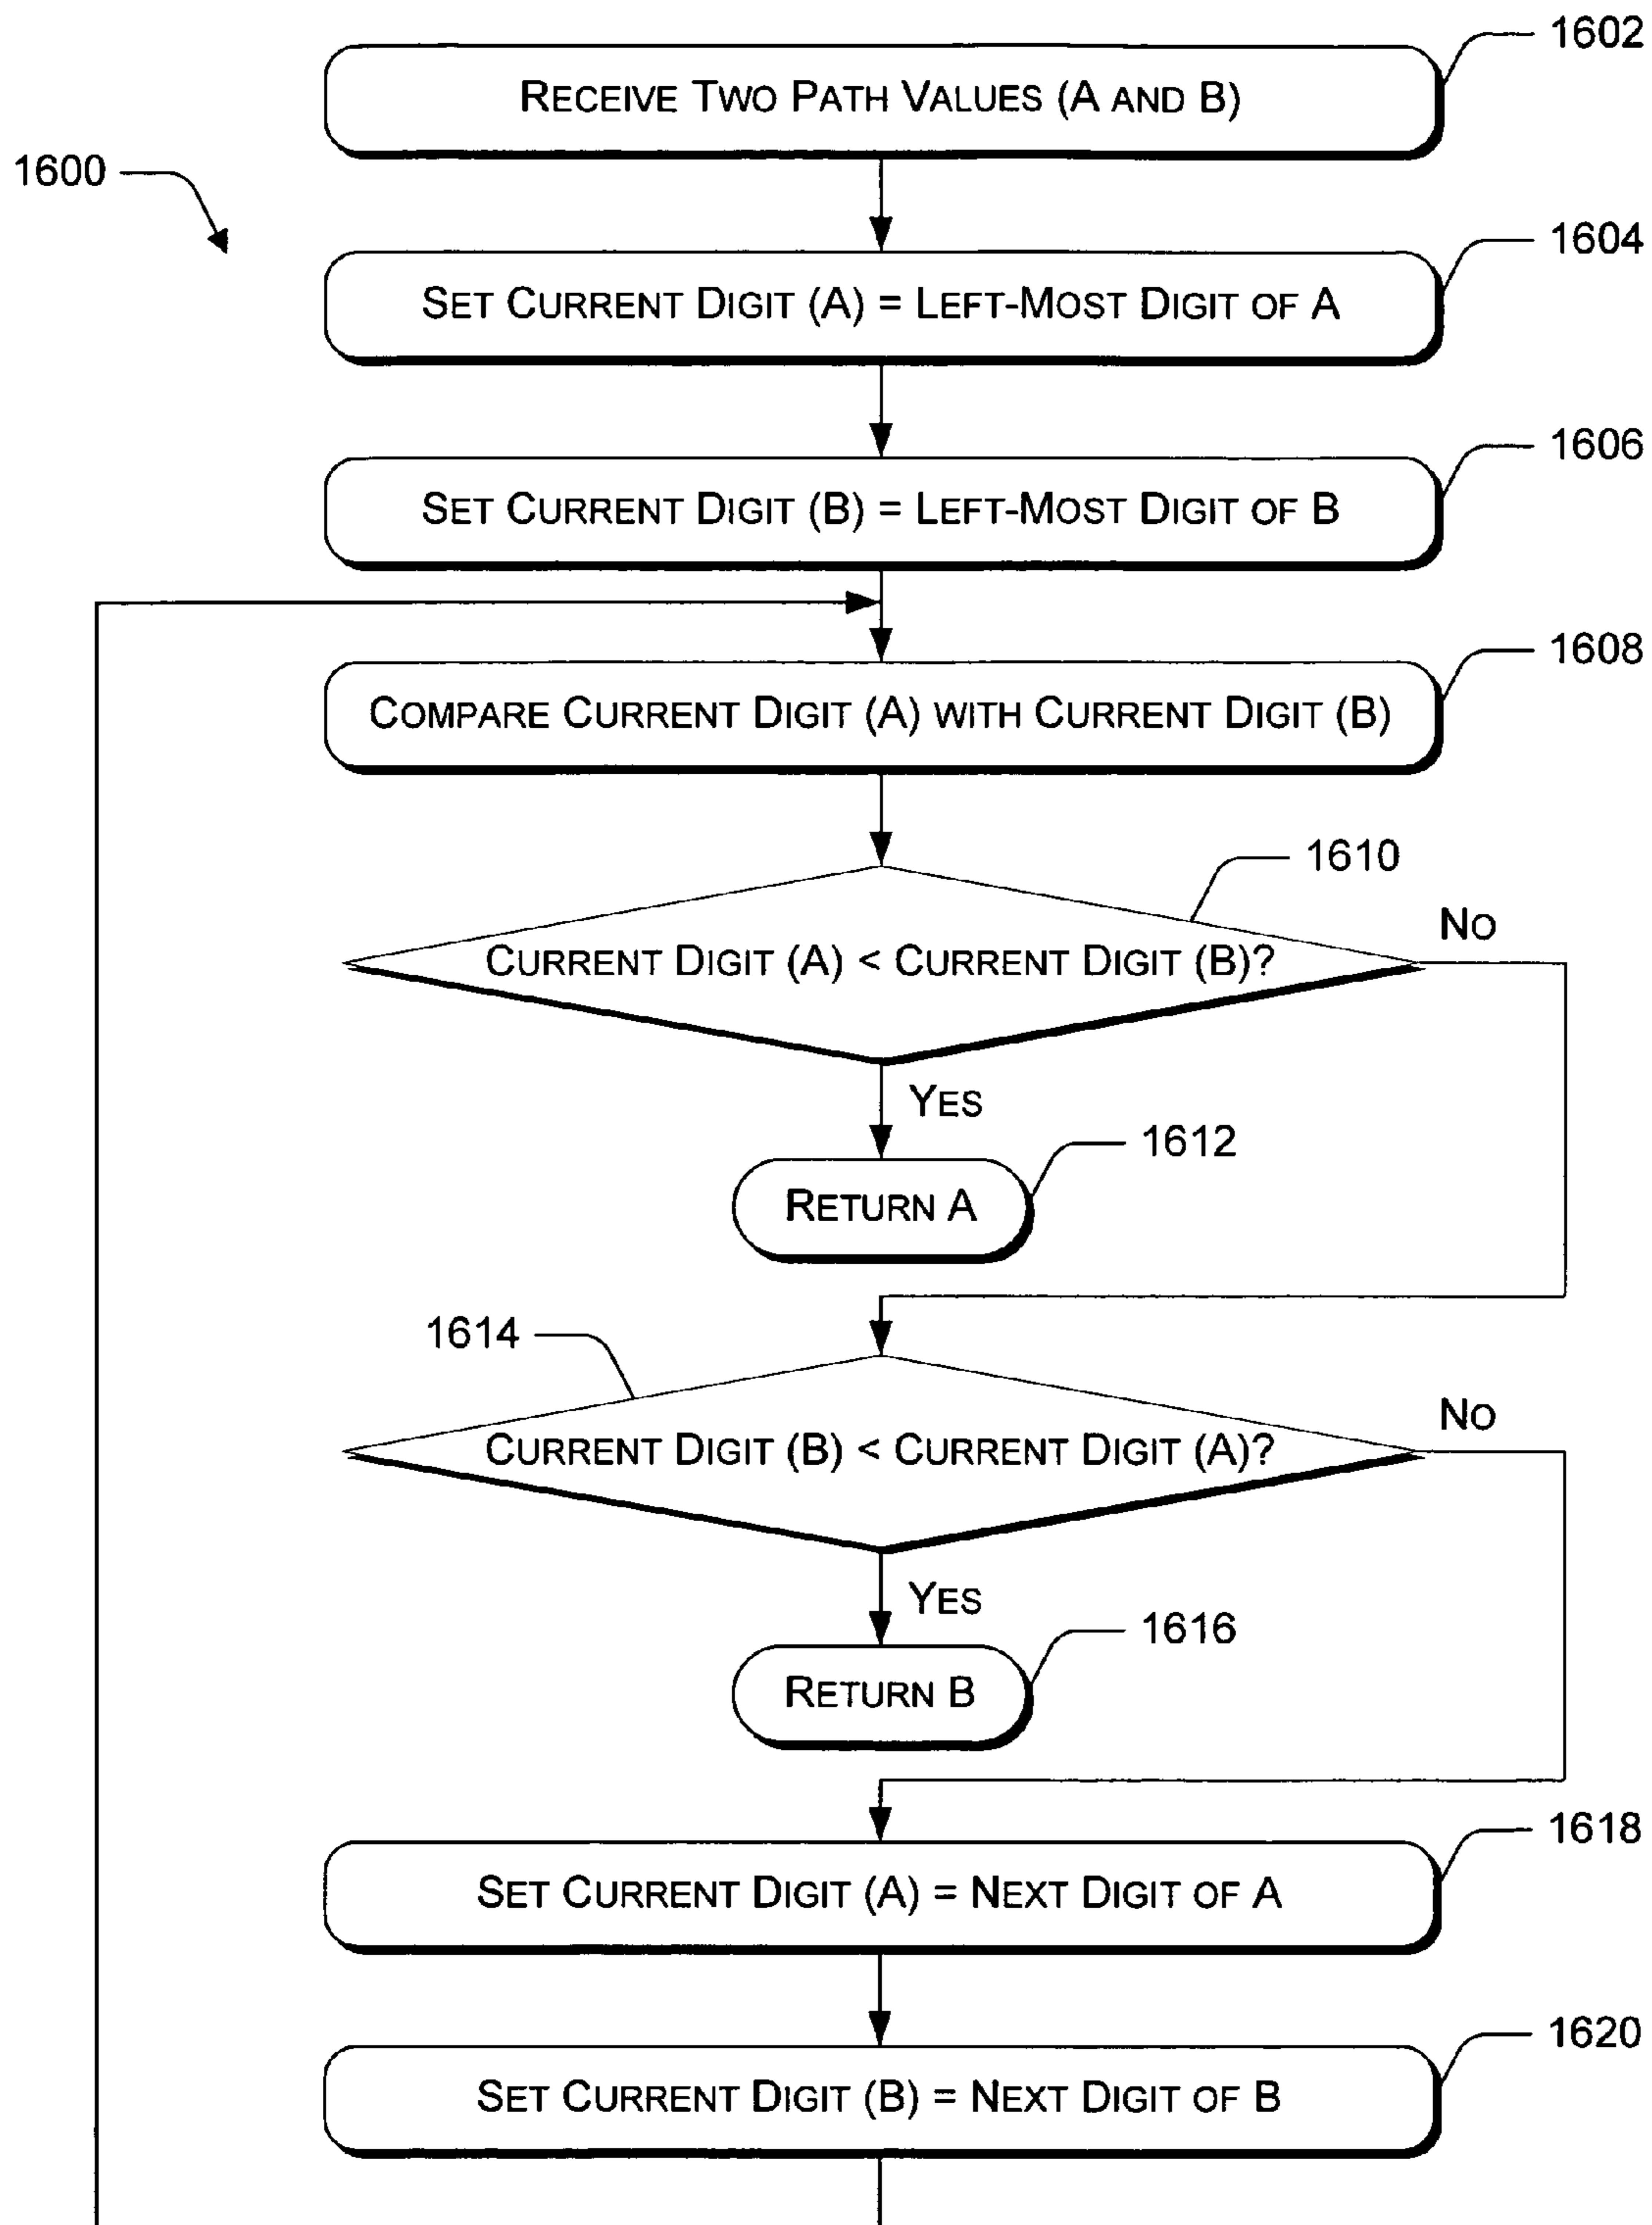 1602
RECEIVE TWO PATH VALUES (A AND B)
1600
1604
SET CURRENT DIGIT (A) = LEFT-MOST DIGIT OF A
1606
SET CURRENT DIGIT (B) = LEFT-MOST DIGIT OF B
1608
COMPARE CURRENT DIGIT (A) WITH CURRENT DIGIT (B)
1610
NO
CURRENT DIGIT (A) < CURRENT DIGIT (B)?
YES
1612
RETURN A
1614
NO
CURRENT DIGIT (B) < CURRENT DIGIT (A)?
YES
1616
RETURN B
1618
SET CURRENT DIGIT (A) = NEXT DIGIT OF A
1620
SET CURRENT DIGIT (B) = NEXT DIGIT OF B